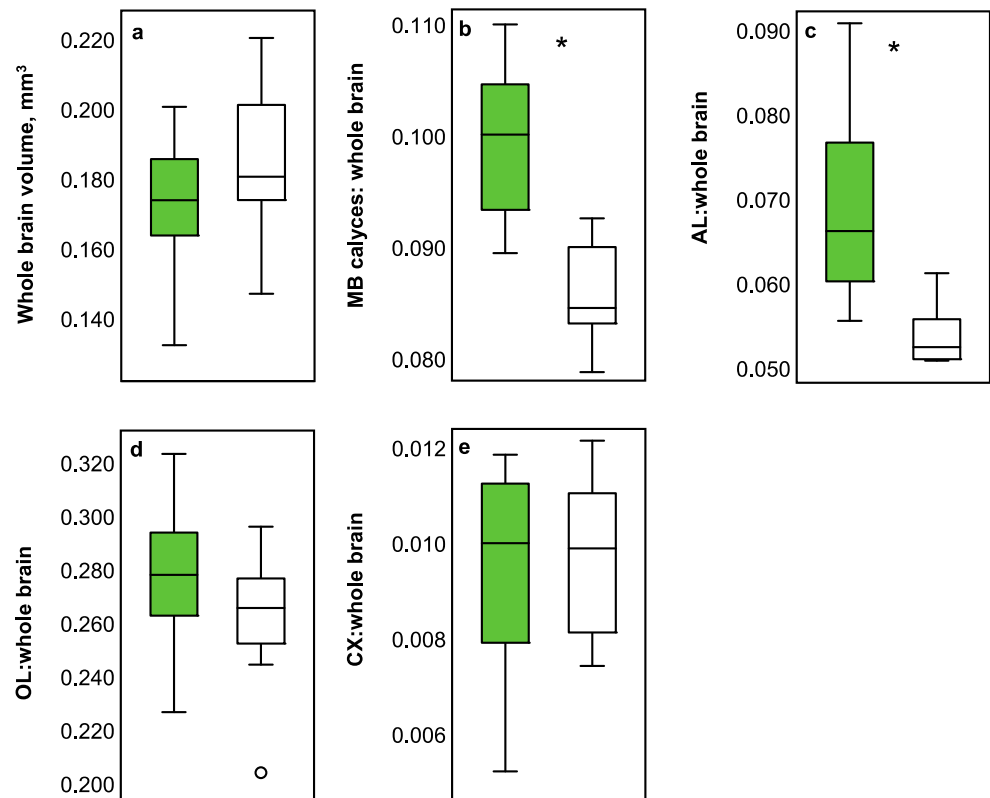 a
Whole brain volume, mm³
0.220
0.200
0.180
0.160
0.140
b
*
MB calyces: whole brain
0.110
0.100
0.090
0.080
c
*
AL:whole brain
0.090
0.080
0.070
0.060
0.050
d
OL:whole brain
0.320
0.300
0.280
0.260
0.240
0.220
0.200
e
CX:whole brain
0.012
0.010
0.008
0.006